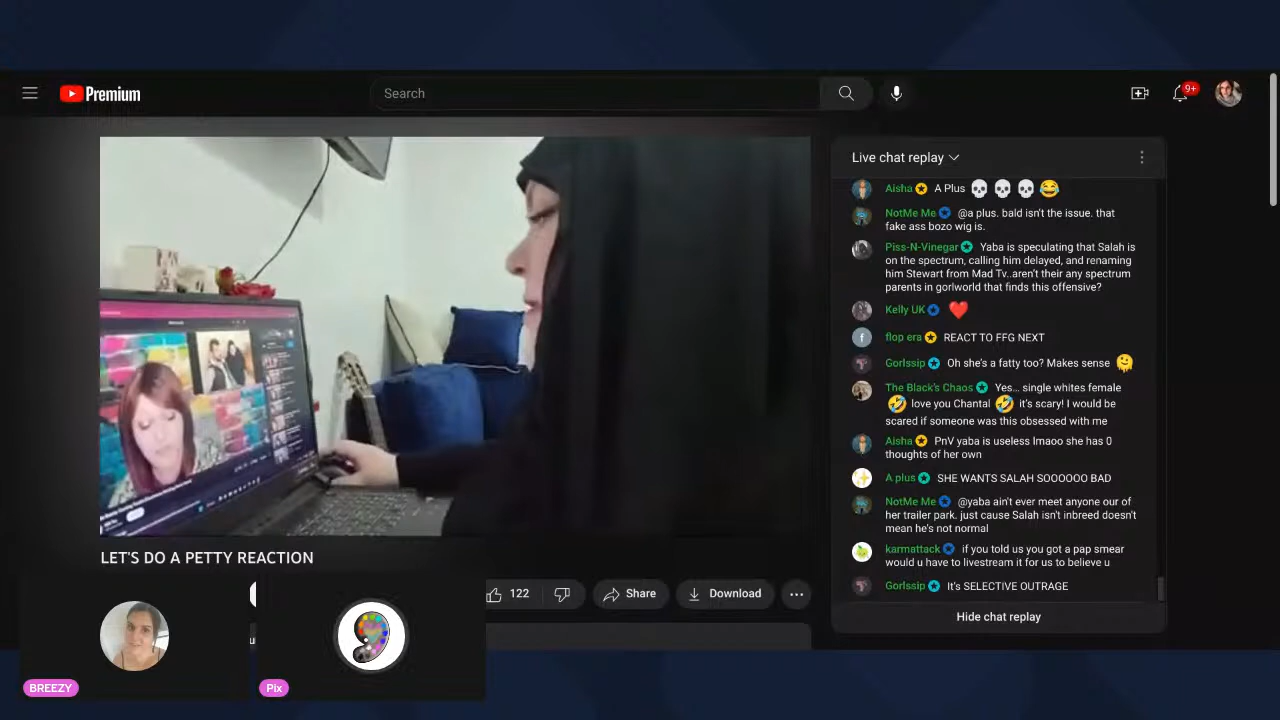 Premium
Search
9+
Live chat replay
Aisha A Plus 💀 💀 💀 😂
NotMe Me @a plus. bald isn't the issue. that
fake ass bozo wig is.
Piss-N-Vinegar Yaba is speculating that Salah is
on the spectrum, calling him delayed, and renaming
him Stewart from Mad Tv..aren't their any spectrum
parents in gorlworld that finds this offensive?
Kelly UK ❤️
f
flop era REACT TO FFG NEXT
Gorlssip Oh she's a fatty too? Makes sense 🫠
The Black's Chaos Yes... single whites female
🤣 love you Chantal 🤣 it's scary! I would be
scared if someone was this obsessed with me
Aisha PnV yaba is useless lmaoo she has 0
thoughts of her own
A plus SHE WANTS SALAH SOOOOOO BAD
NotMe Me @yaba ain't ever meet anyone our of
her trailer park. just cause Salah isn't inbreed doesn't
mean he's not normal
karmattack if you told us you got a pap smear
would u have to livestream it for us to believe u
Gorlssip It's SELECTIVE OUTRAGE
Hide chat replay
LET'S DO A PETTY REACTION
122
Share
Download
BREEZY
Pix